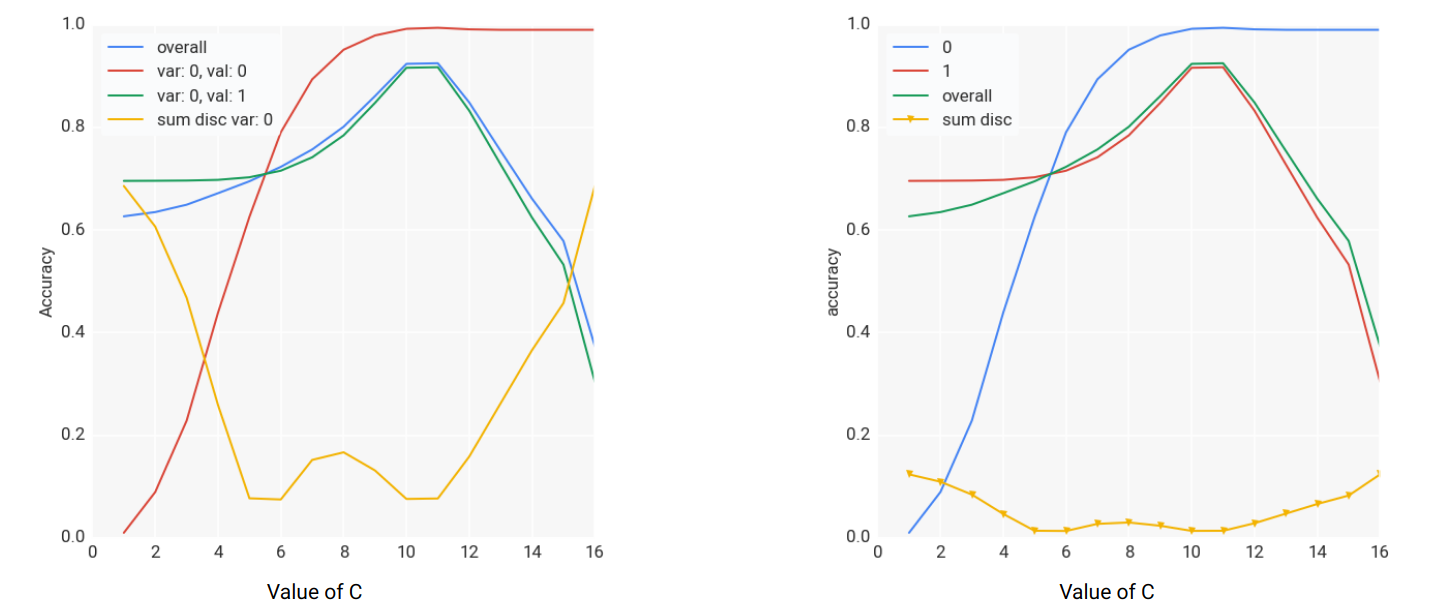 1.0
0.8
0.6
0.4
0.2
0.0
Accuracy
overall
var: 0, val: 0
var: 0, val: 1
sum disc var: 0
0 2 4 6 8 10 12 14 16
Value of C
1.0
0.8
0.6
0.4
0.2
0.0
accuracy
0
1
overall
sum disc
0 2 4 6 8 10 12 14 16
Value of C